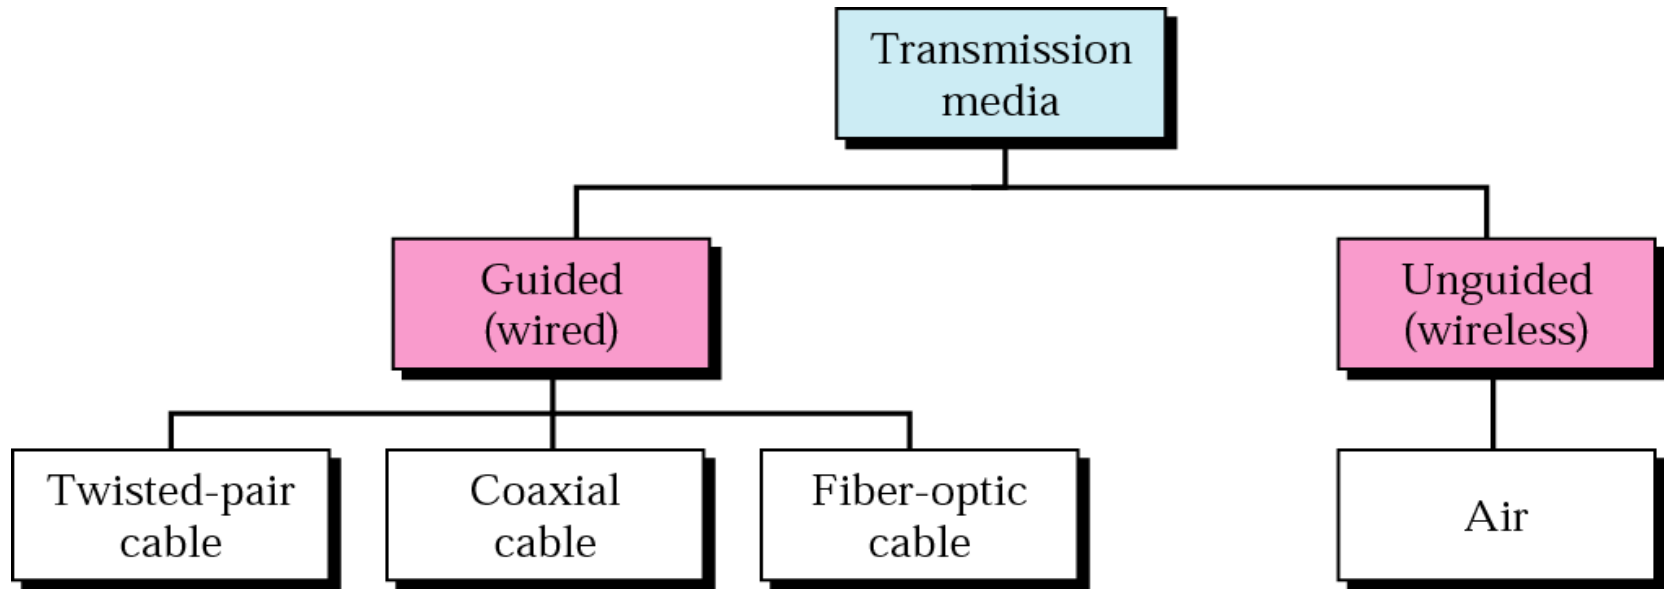 Transmission
media
Guided
(wired)
Unguided
(wireless)
Twisted-pair
cable
Coaxial
cable
Fiber-optic
cable
Air